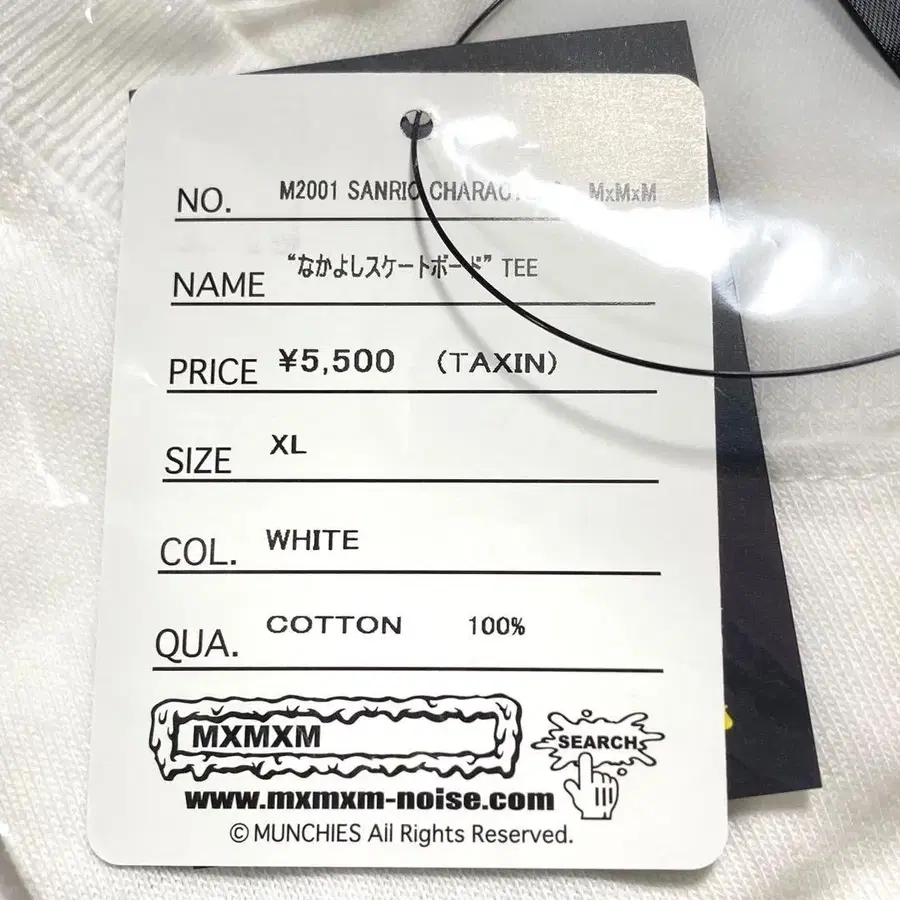 NO. M2001 SANRIO MxMxM
NAME “なかよしスケートボード” TEE
PRICE ¥5,500 (TAXIN)
SIZE XL
COL. WHITE
QUA. COTTON 100%
MXMXM
SEARCH
www.mxmxm-noise.com
© MUNCHIES All Rights Reserved.